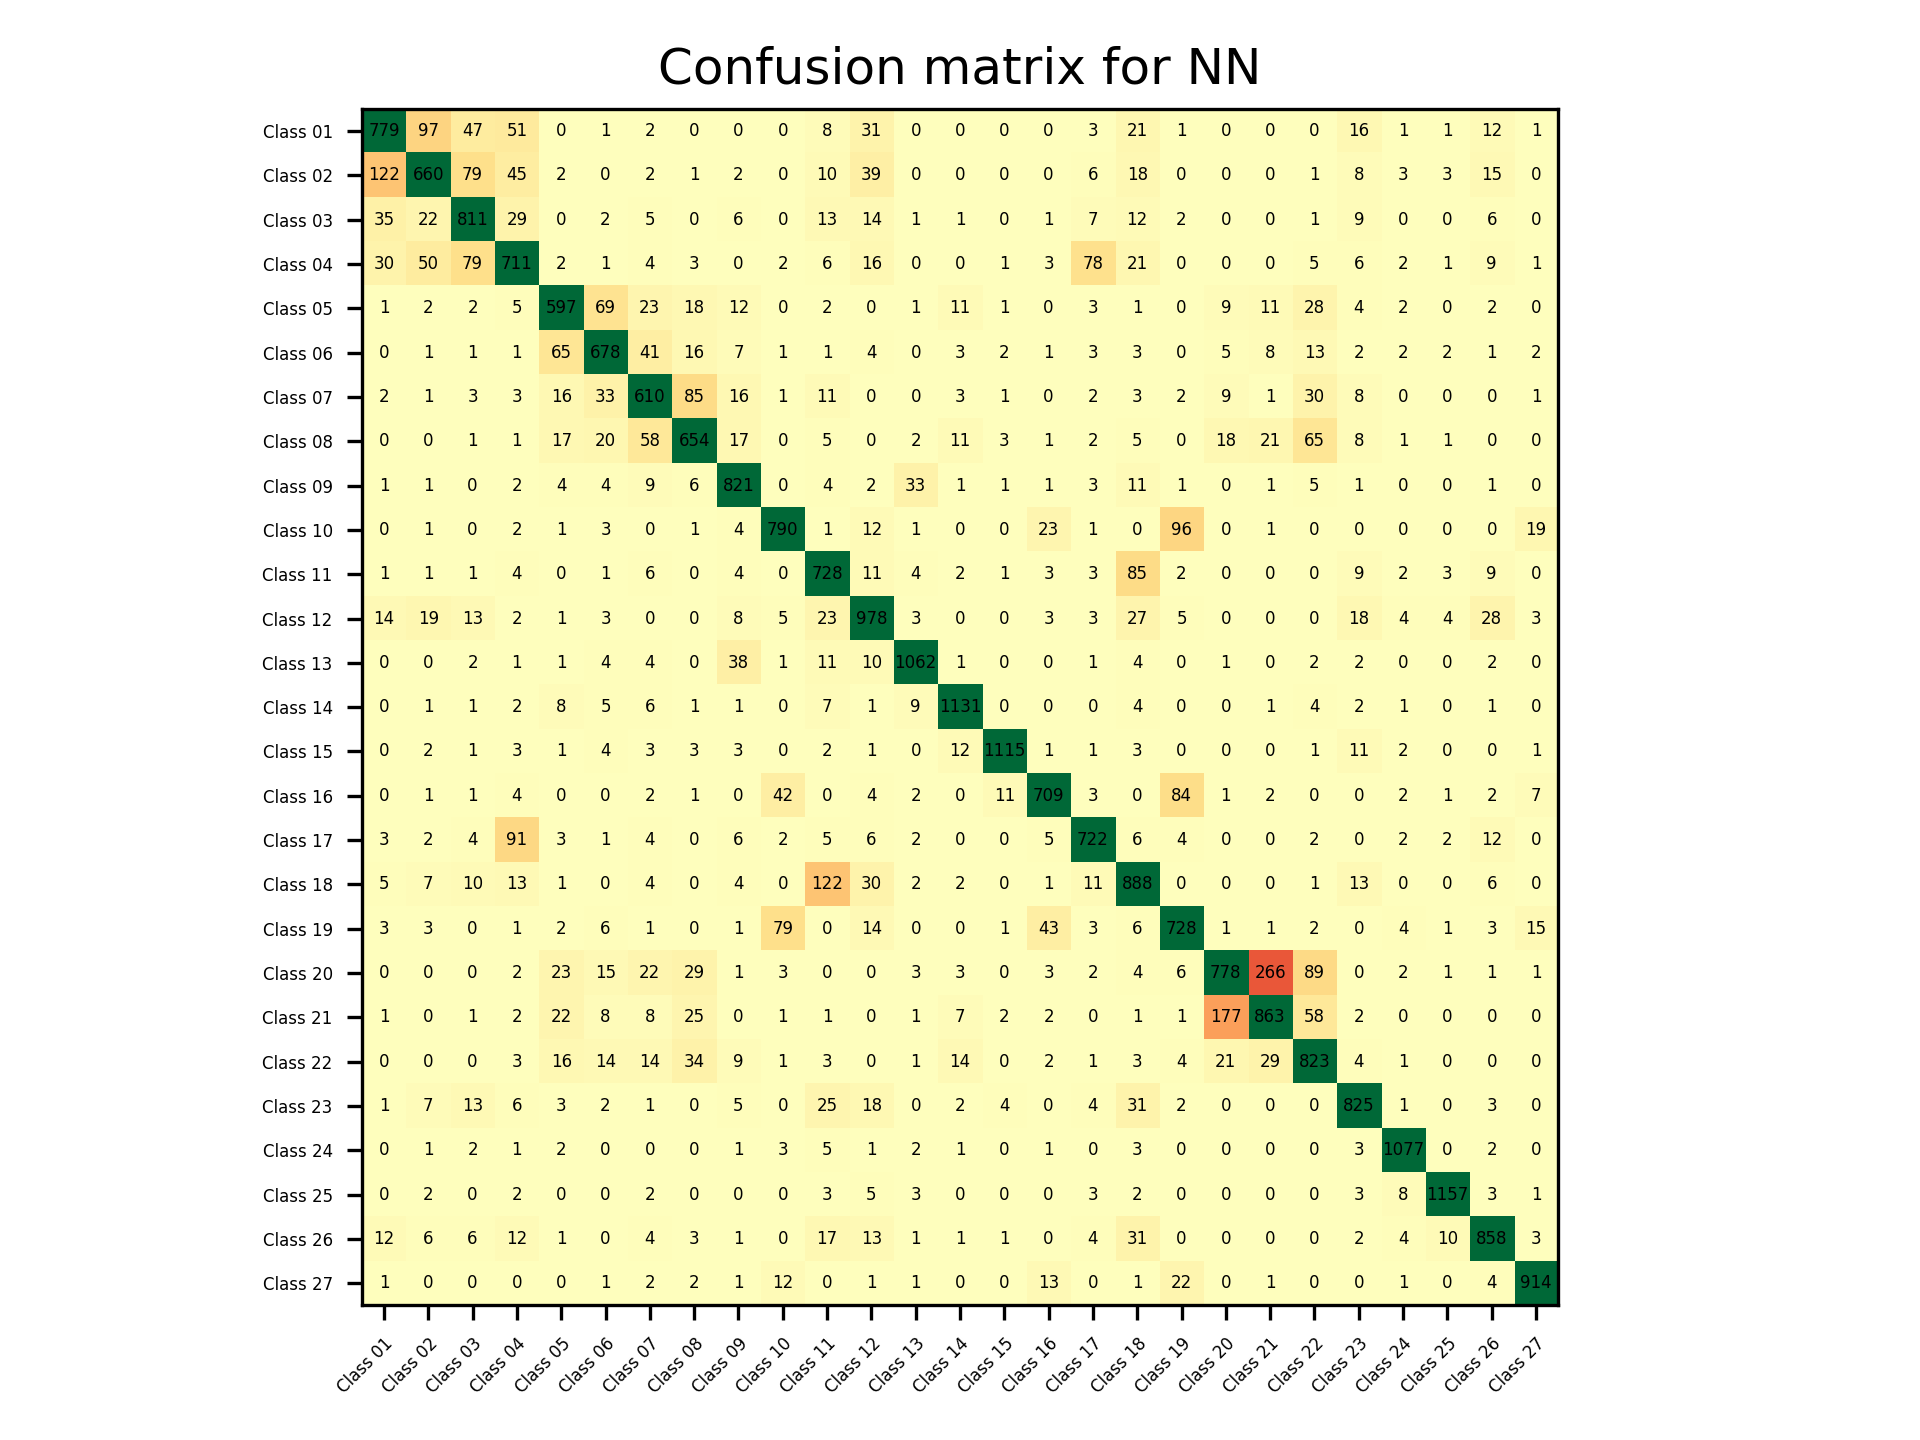 Confusion matrix for NN
Class 01 779 97 47 51 0 1 2 0 0 0 8 31 0 0 0 0 3 21 1 0 0 0 16 1 1 12 1
Class 02 122 660 79 45 2 0 2 1 2 0 10 39 0 0 0 0 6 18 0 0 0 1 8 3 3 15 0
Class 03 35 22 811 29 0 2 5 0 6 0 13 14 1 1 0 1 7 12 2 0 0 1 9 0 0 6 0
Class 04 30 50 79 711 2 1 4 3 0 2 6 16 0 0 1 3 78 21 0 0 0 5 6 2 1 9 1
Class 05 1 2 2 5 597 69 23 18 12 0 2 0 1 11 1 0 3 1 0 9 11 28 4 2 0 2 0
Class 06 0 1 1 1 65 678 41 16 7 1 1 4 0 3 2 1 3 3 0 5 8 13 2 2 2 1 2
Class 07 2 1 3 3 16 33 610 85 16 1 11 0 0 3 1 0 2 3 2 9 1 30 8 0 0 0 1
Class 08 0 0 1 1 17 20 58 654 17 0 5 0 2 11 3 1 2 5 0 18 21 65 8 1 1 0 0
Class 09 1 1 0 2 4 4 9 6 821 0 4 2 33 1 1 1 3 11 1 0 1 5 1 0 0 1 0
Class 10 0 1 0 2 1 3 0 1 4 790 1 12 1 0 0 23 1 0 96 0 1 0 0 0 0 0 19
Class 11 1 1 1 4 0 1 6 0 4 0 728 11 4 2 1 3 3 85 2 0 0 0 9 2 3 9 0
Class 12 14 19 13 2 1 3 0 0 8 5 23 978 3 0 0 3 3 27 5 0 0 0 18 4 4 28 3
Class 13 0 0 2 1 1 4 4 0 38 1 11 10 1062 1 0 0 1 4 0 1 0 2 2 0 0 2 0
Class 14 0 1 1 2 8 5 6 1 1 0 7 1 9 1131 0 0 0 4 0 0 1 4 2 1 0 1 0
Class 15 0 2 1 3 1 4 3 3 3 0 2 1 0 12 1115 1 1 3 0 0 0 1 11 2 0 0 1
Class 16 0 1 1 4 0 0 2 1 0 42 0 4 2 0 11 709 3 0 84 1 2 0 0 2 1 2 7
Class 17 3 2 4 91 3 1 4 0 6 2 5 6 2 0 0 5 722 6 4 0 0 2 0 2 2 12 0
Class 18 5 7 10 13 1 0 4 0 4 0 122 30 2 2 0 1 11 888 0 0 0 1 13 0 0 6 0
Class 19 3 3 0 1 2 6 1 0 1 79 0 14 0 0 1 43 3 6 728 1 1 2 0 4 1 3 15
Class 20 0 0 0 2 23 15 22 29 1 3 0 0 3 3 0 3 2 4 6 778 266 89 0 2 1 1 1
Class 21 1 0 1 2 22 8 8 25 0 1 1 0 1 7 2 2 0 1 1 177 863 58 2 0 0 0 0
Class 22 0 0 0 3 16 14 14 34 9 1 3 0 1 14 0 2 1 3 4 21 29 823 4 1 0 0 0
Class 23 1 7 13 6 3 2 1 0 5 0 25 18 0 2 4 0 4 31 2 0 0 0 825 1 0 3 0
Class 24 0 1 2 1 2 0 0 0 1 3 5 1 2 1 0 1 0 3 0 0 0 0 3 1077 0 2 0
Class 25 0 2 0 2 0 0 2 0 0 0 3 5 3 0 0 0 3 2 0 0 0 0 3 8 1157 3 1
Class 26 12 6 6 12 1 0 4 3 1 0 17 13 1 1 1 0 4 31 0 0 0 0 2 4 10 858 3
Class 27 1 0 0 0 0 1 2 2 1 12 0 1 1 0 0 13 0 1 22 0 1 0 0 1 0 4 914
Class 01 Class 02 Class 03 Class 04 Class 05 Class 06 Class 07 Class 08 Class 09 Class 10 Class 11 Class 12 Class 13 Class 14 Class 15 Class 16 Class 17 Class 18 Class 19 Class 20 Class 21 Class 22 Class 23 Class 24 Class 25 Class 26 Class 27